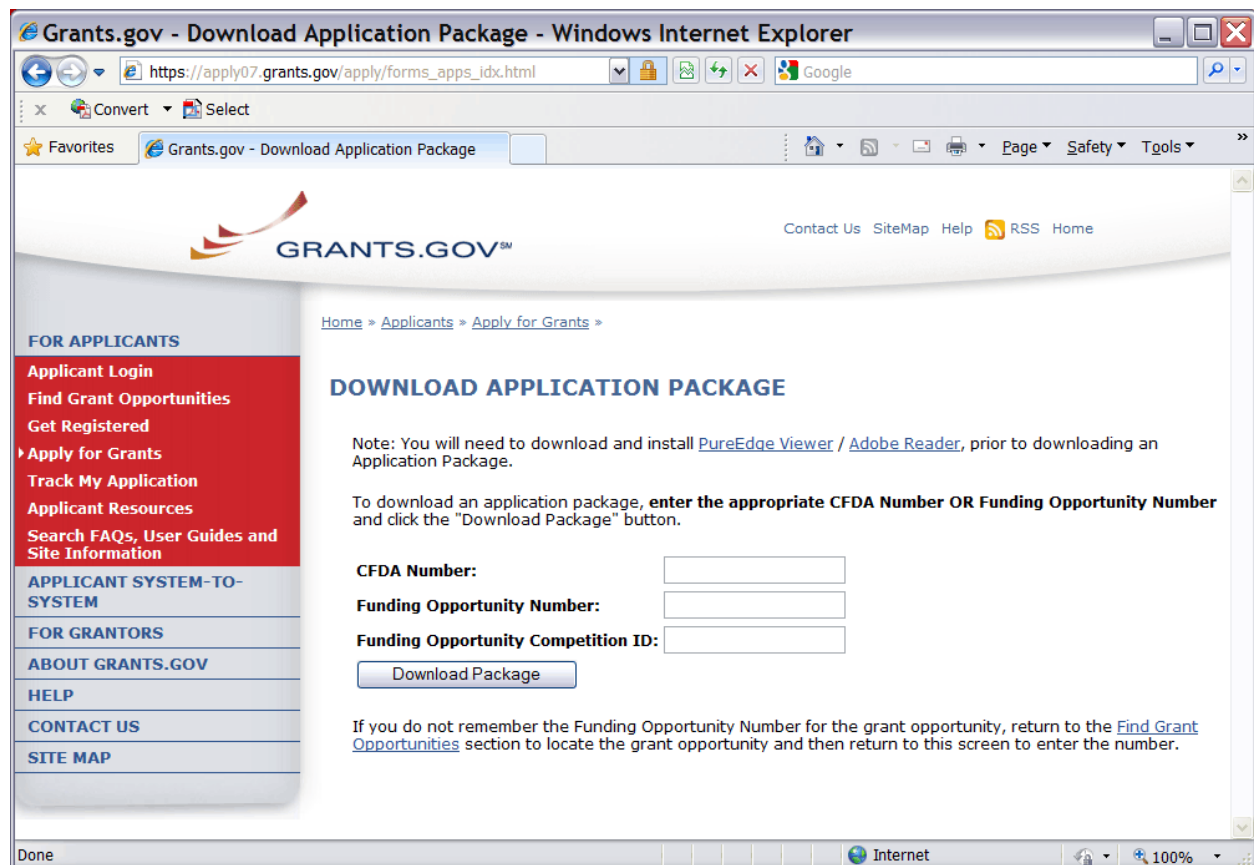 Grants.gov - Download Application Package - Windows Internet Explorer
https://apply07.grants.gov/apply/forms_apps_idx.html
Google
x Convert Select
Favorites
Grants.gov - Download Application Package
Page Safety Tools »
GRANTS.GOV℠
Contact Us SiteMap Help RSS Home
Home » Applicants » Apply for Grants »
FOR APPLICANTS
Applicant Login
Find Grant Opportunities
Get Registered
Apply for Grants
Track My Application
Applicant Resources
Search FAQs, User Guides and
Site Information
APPLICANT SYSTEM-TO-
SYSTEM
FOR GRANTORS
ABOUT GRANTS.GOV
HELP
CONTACT US
SITE MAP
DOWNLOAD APPLICATION PACKAGE
Note: You will need to download and install PureEdge Viewer / Adobe Reader, prior to downloading an
Application Package.
To download an application package, enter the appropriate CFDA Number OR Funding Opportunity Number
and click the "Download Package" button.
CFDA Number:
Funding Opportunity Number:
Funding Opportunity Competition ID:
Download Package
If you do not remember the Funding Opportunity Number for the grant opportunity, return to the Find Grant
Opportunities section to locate the grant opportunity and then return to this screen to enter the number.
Done
Internet
100%